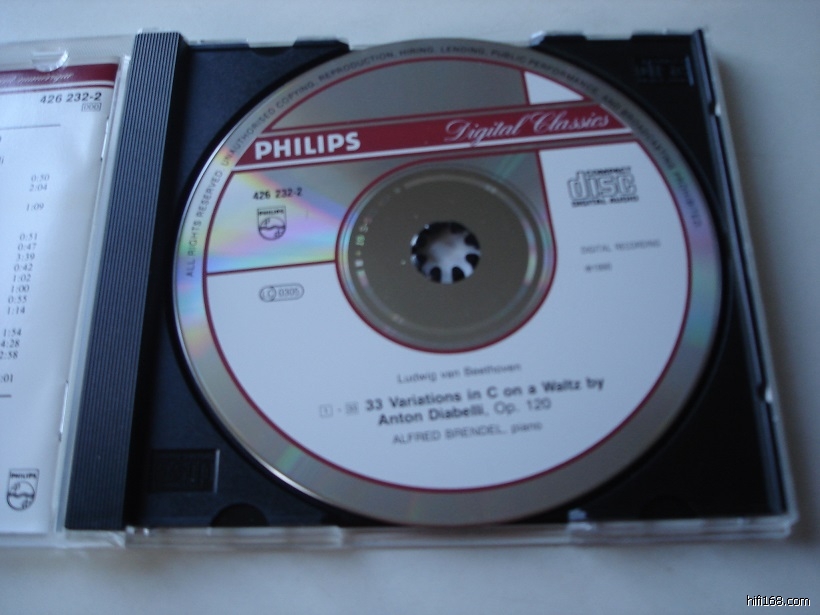 426 232-2
0:50
2:04
1:09
0:51
0:47
3:39
0:42
1:02
1:00
0:55
1:14
1:54
4:28
2:58
:01
PHILIPS
ALL RIGHTS RESERVED UNAUTHORISED COPYING, REPRODUCTION, HIRING, LENDING, PUBLIC PERFORMANCE AND BROADCASTING PROHIBITED
PHILIPS Digital Classics
426 232-2
PHILIPS
COMPACT
disc
DIGITAL AUDIO
DIGITAL RECORDING
LC 0305
Ludwig van Beethoven
33 Variations in C on a Waltz by
Anton Diabelli, Op. 120
ALFRED BRENDEL, piano
hifi168.com